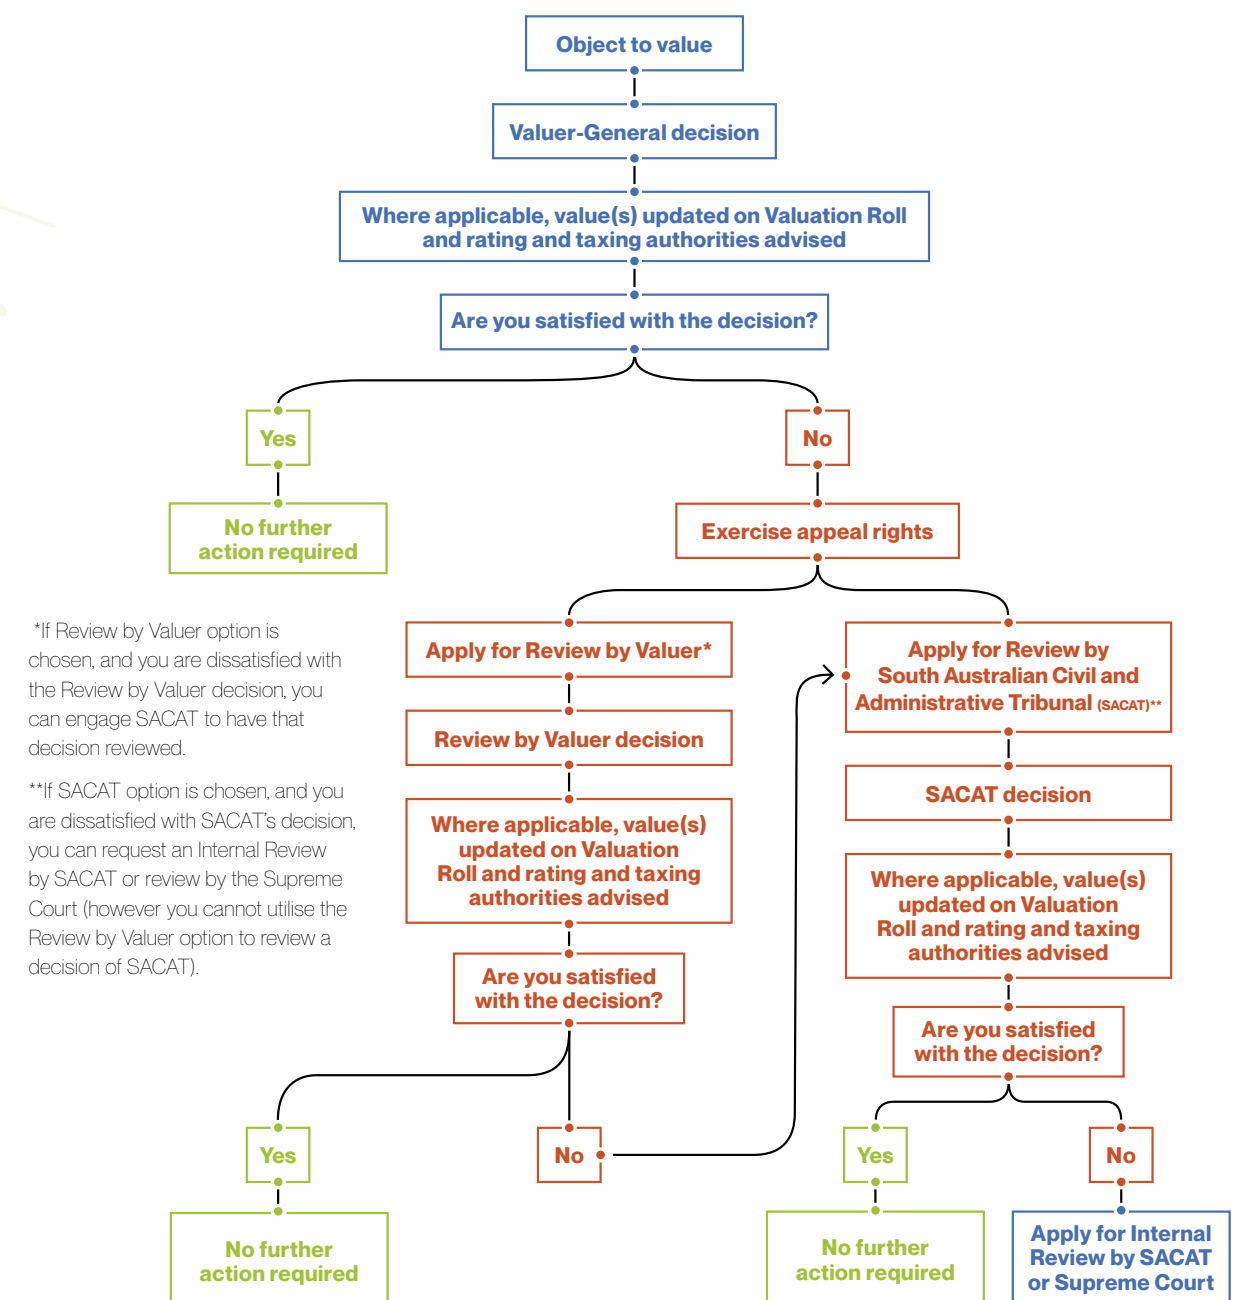 Object to value
Valuer-General decision
Where applicable, value(s) updated on Valuation Roll
and rating and taxing authorities advised
Are you satisfied with the decision?
Yes
No
No further
action required
Exercise appeal rights
*If Review by Valuer option is
chosen, and you are dissatisfied with
the Review by Valuer decision, you
can engage SACAT to have that
decision reviewed.
**If SACAT option is chosen, and you
are dissatisfied with SACAT's decision,
you can request an Internal Review
by SACAT or review by the Supreme
Court (however you cannot utilise the
Review by Valuer option to review a
decision of SACAT).
Apply for Review by Valuer*
Review by Valuer decision
Where applicable, value(s)
updated on Valuation
Roll and rating and taxing
authorities advised
Are you satisfied
with the decision?
Yes
No
No further
action required
Apply for Review by
South Australian Civil and
Administrative Tribunal (SACAT)**
SACAT decision
Where applicable, value(s)
updated on Valuation
Roll and rating and taxing
authorities advised
Are you satisfied
with the decision?
Yes
No
No further
action required
Apply for Internal
Review by SACAT
or Supreme Court